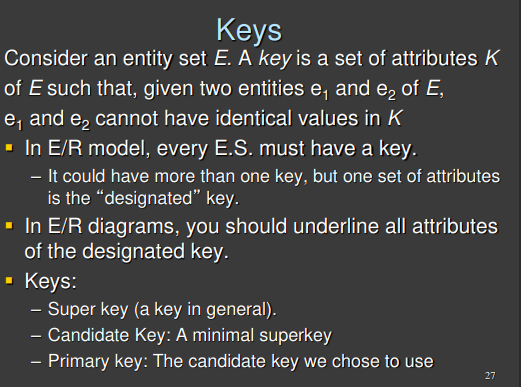 Keys
Consider an entity set E. A key is a set of attributes K
of E such that, given two entities e1 and e2 of E,
e1 and e2 cannot have identical values in K
▪ In E/R model, every E.S. must have a key.
– It could have more than one key, but one set of attributes
is the “designated” key.
▪ In E/R diagrams, you should underline all attributes
of the designated key.
▪ Keys:
– Super key (a key in general).
– Candidate Key: A minimal superkey
– Primary key: The candidate key we chose to use
27